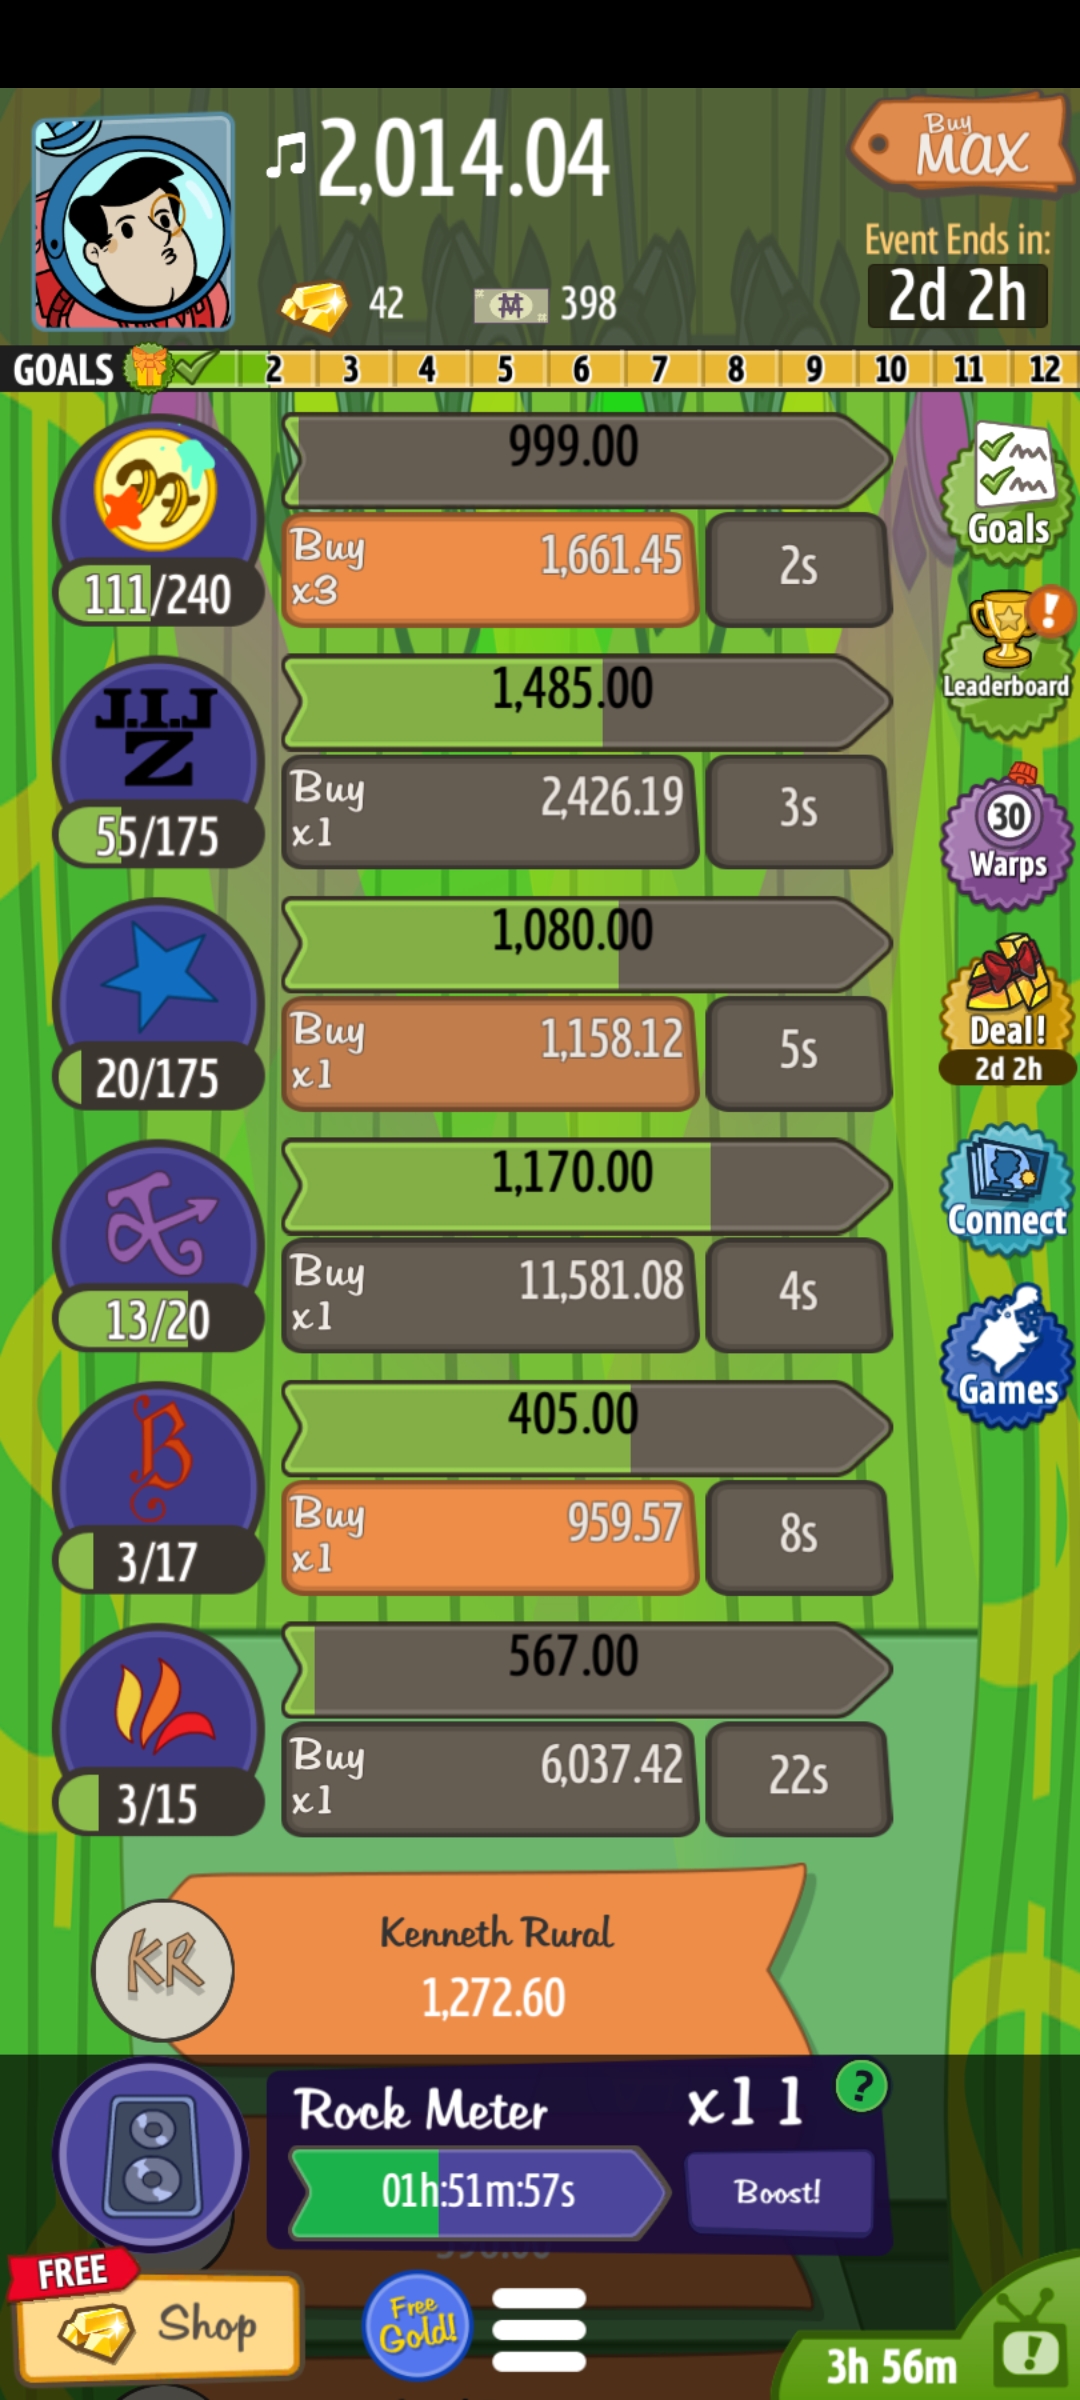 2,014.04
Buy
MAX
42
398
Event Ends in:
2d 2h
GOALS
2 3 4 5 6 7 8 9 10 11 12
999.00
111/240
Buy
x3
1,661.45
2s
Goals
J.I.J
Z
1,485.00
55/175
Buy
x1
2,426.19
3s
!
Leaderboard
1,080.00
20/175
Buy
x1
1,158.12
5s
30
Warps
1,170.00
13/20
Buy
x1
11,581.08
4s
Deal!
2d 2h
B
405.00
3/17
Buy
x1
959.57
8s
Connect
567.00
3/15
Buy
x1
6,037.42
22s
Games
KR
Kenneth Rural
1,272.60
Rock Meter
x11
?
01h:51m:57s
Boost!
FREE
Shop
Free
Gold!
3h 56m
!